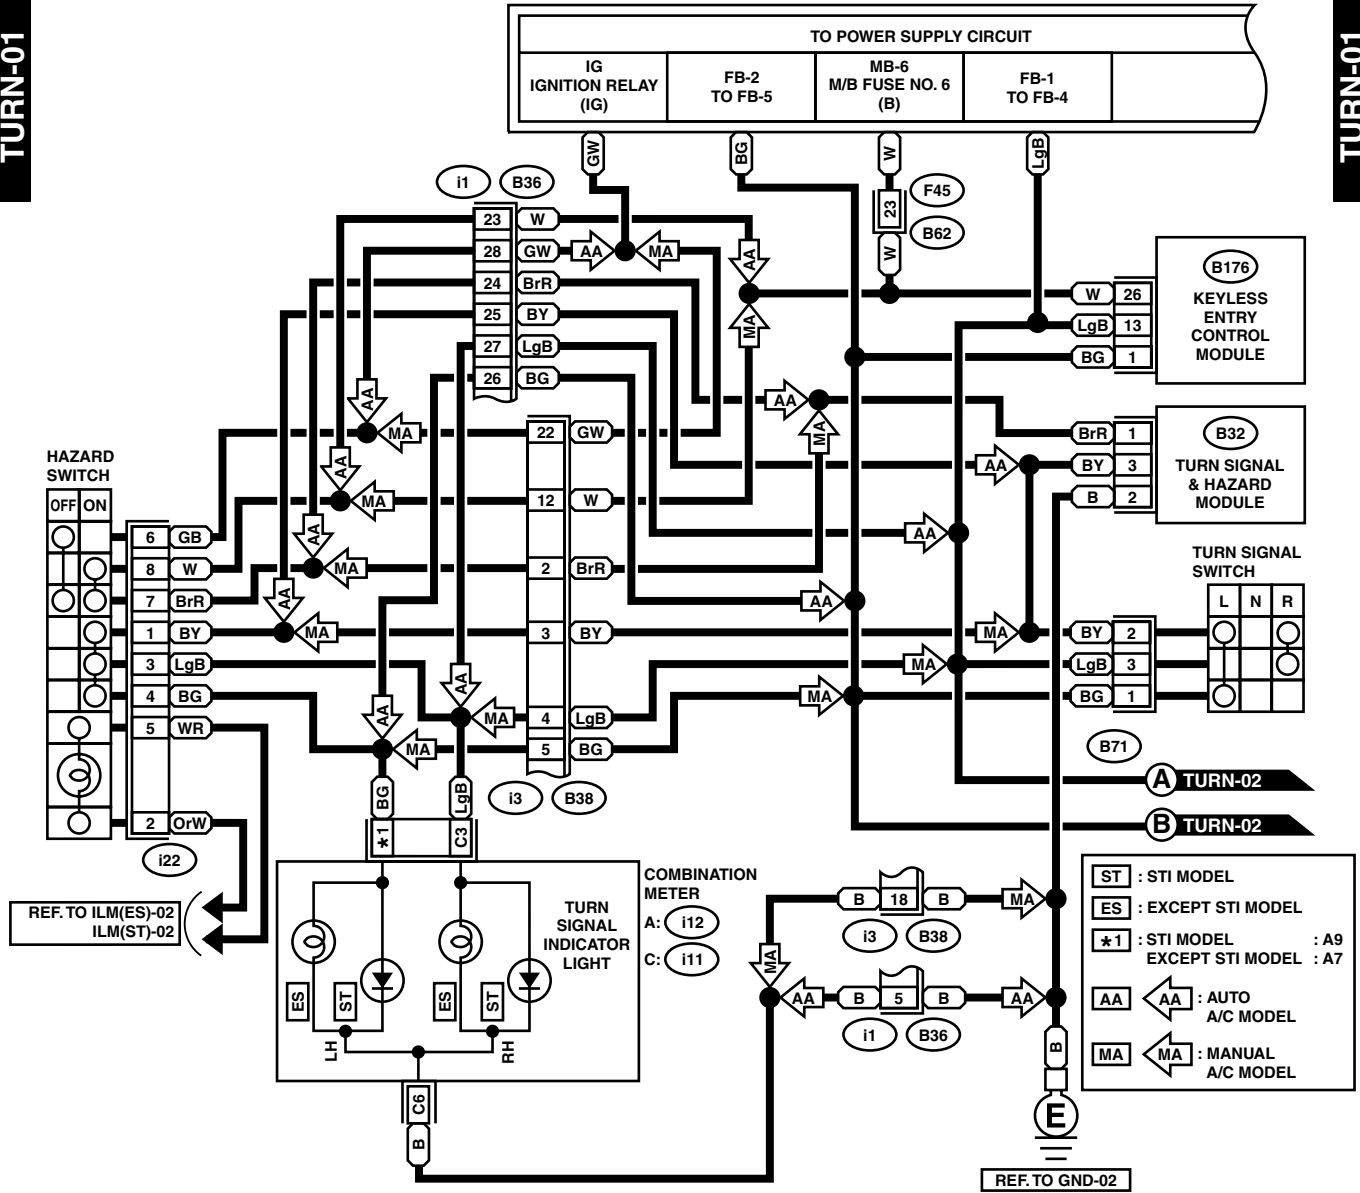 TURN-01
TURN-01
TO POWER SUPPLY CIRCUIT
IG
IGNITION RELAY
(IG)
FB-2
TO FB-5
MB-6
M/B FUSE NO. 6
(B)
FB-1
TO FB-4
GW
BG
W
LgB
i1
B36
F45
23
B62
W
23 W
28 GW
24 BrR
25 BY
27 LgB
26 BG
AA
MA
AA
MA
B176
KEYLESS
ENTRY
CONTROL
MODULE
W 26
LgB 13
BG 1
AA
MA
AA
MA
B32
TURN SIGNAL
& HAZARD
MODULE
BrR 1
BY 3
B 2
22 GW
12 W
2 BrR
3 BY
4 LgB
5 BG
i3
B38
AA
MA
AA
MA
AA
MA
AA
MA
AA
MA
AA
MA
AA
AA
AA
MA
MA
MA
HAZARD
SWITCH
OFF ON
6 GB
8 W
7 BrR
1 BY
3 LgB
4 BG
5 WR
2 OrW
i22
REF. TO ILM(ES)-02
ILM(ST)-02
TURN SIGNAL
SWITCH
L N R
BY 2
LgB 3
BG 1
B71
A TURN-02
B TURN-02
BG
LgB
*1
C3
TURN
SIGNAL
INDICATOR
LIGHT
ES
ST
ES
ST
LH
RH
COMBINATION
METER
A: i12
C: i11
C6
B
B 18 B
MA
i3
B38
MA
AA
B 5 B
AA
i1
B36
B
E
REF. TO GND-02
ST : STI MODEL
ES : EXCEPT STI MODEL
*1 : STI MODEL : A9
EXCEPT STI MODEL : A7
AA AA : AUTO
A/C MODEL
MA MA : MANUAL
A/C MODEL